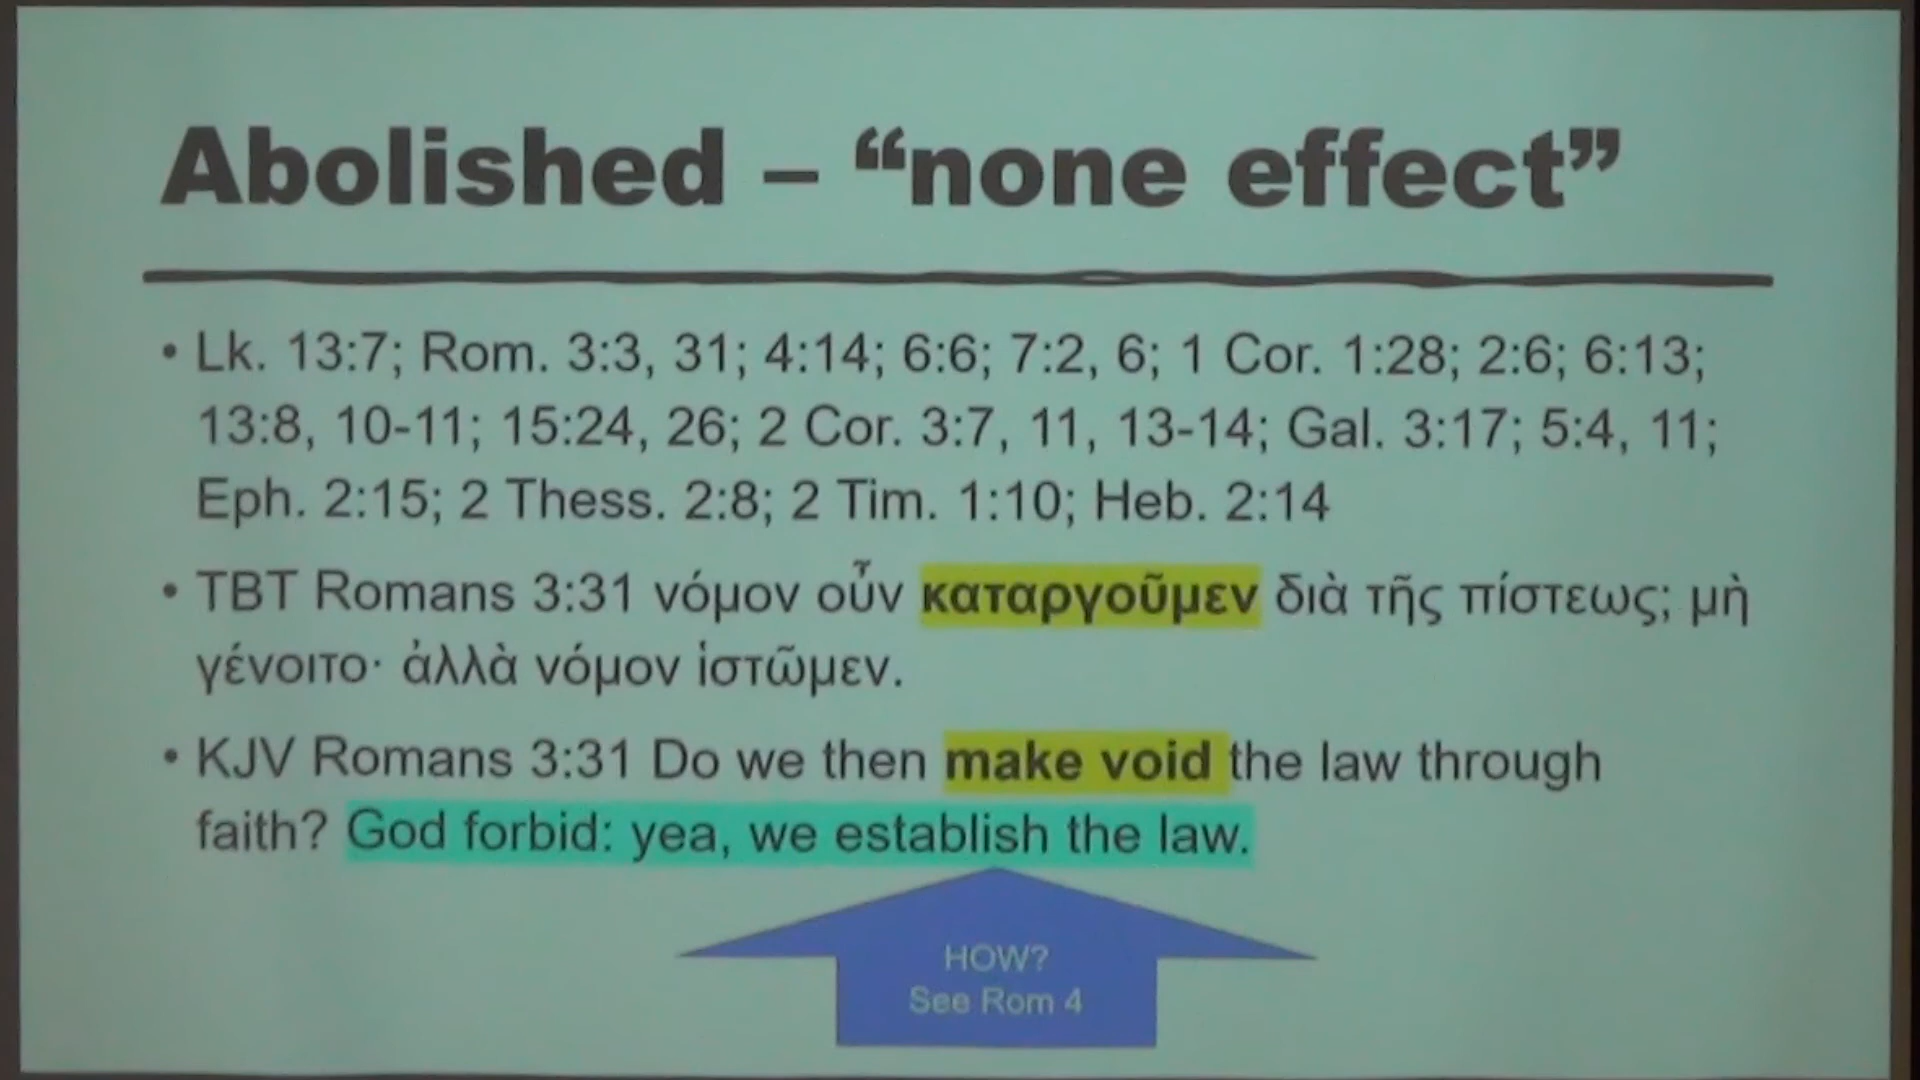 Abolished – “none effect”
• Lk. 13:7; Rom. 3:3, 31; 4:14; 6:6; 7:2, 6; 1 Cor. 1:28; 2:6; 6:13;
13:8, 10-11; 15:24, 26; 2 Cor. 3:7, 11, 13-14; Gal. 3:17; 5:4, 11;
Eph. 2:15; 2 Thess. 2:8; 2 Tim. 1:10; Heb. 2:14
• TBT Romans 3:31 νόμον οὖν καταργοῦμεν διὰ τῆς πίστεως; μὴ
γένοιτο· ἀλλὰ νόμον ἱστῶμεν.
• KJV Romans 3:31 Do we then make void the law through
faith? God forbid: yea, we establish the law.
HOW?
See Rom 4